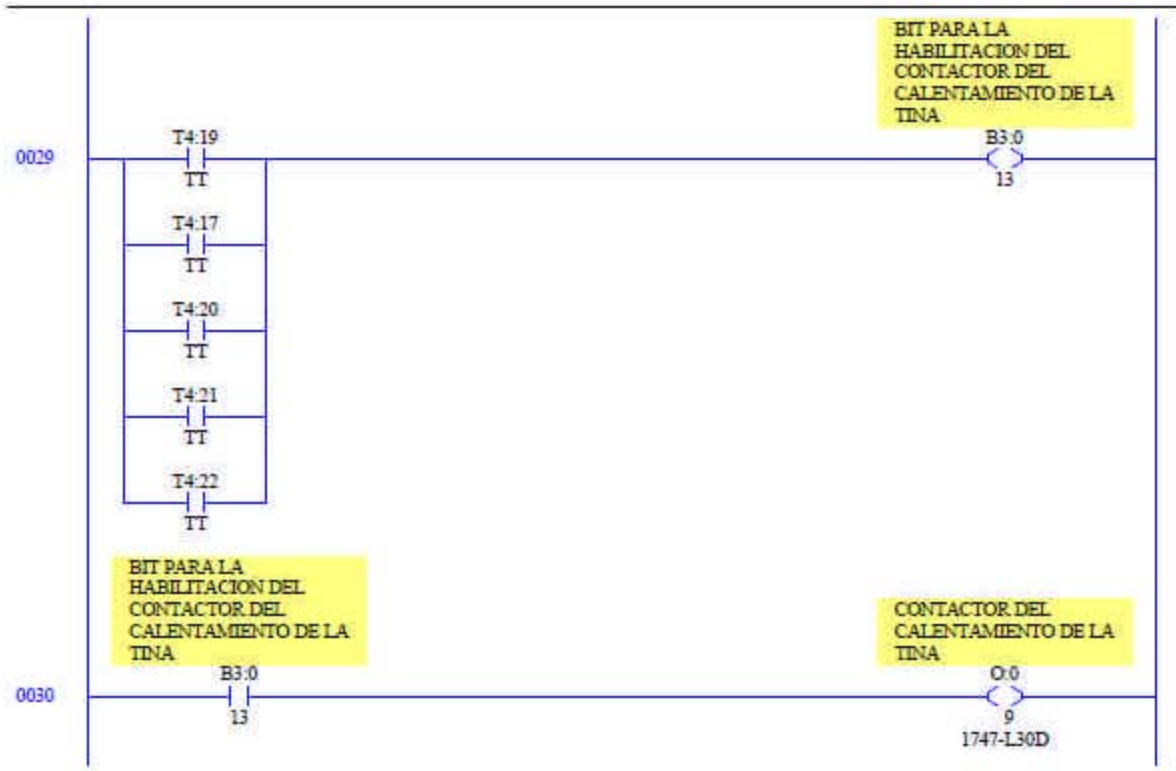 BIT PARA LA
HABILITACION DEL
CONTACTOR DEL
CALENTAMIENTO DE LA
TINA
B3:0
13
0029
T4:19
TT
T4:17
TT
T4:20
TT
T4:21
TT
T4:22
TT
BIT PARA LA
HABILITACION DEL
CONTACTOR DEL
CALENTAMIENTO DE LA
TINA
B3:0
13
0030
CONTACTOR DEL
CALENTAMIENTO DE LA
TINA
O:0
9
1747-L30D